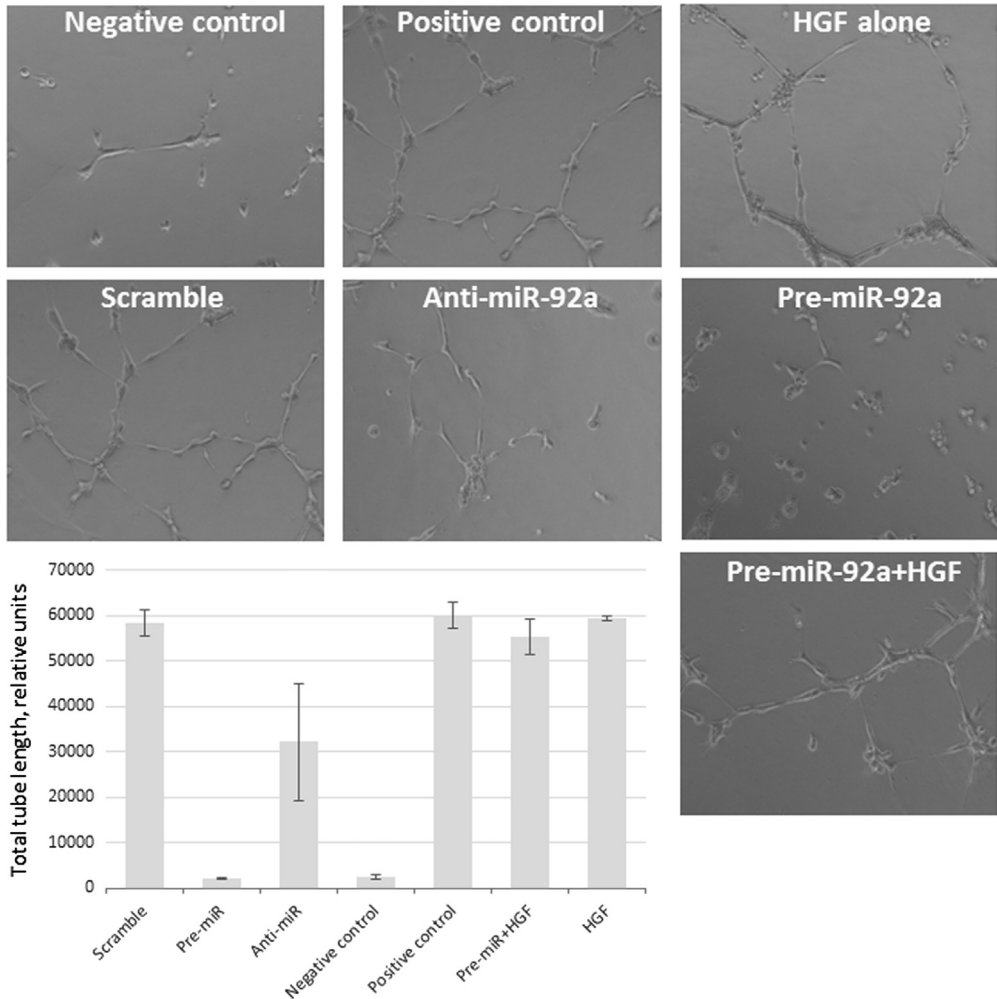 Negative control
Positive control
HGF alone
Scramble
Anti-miR-92a
Pre-miR-92a
Pre-miR-92a+HGF
Total tube length, relative units
70000
60000
50000
40000
30000
20000
10000
0
Scramble
Pre-miR
Anti-miR
Negative control
Positive control
Pre-miR+HGF
HGF